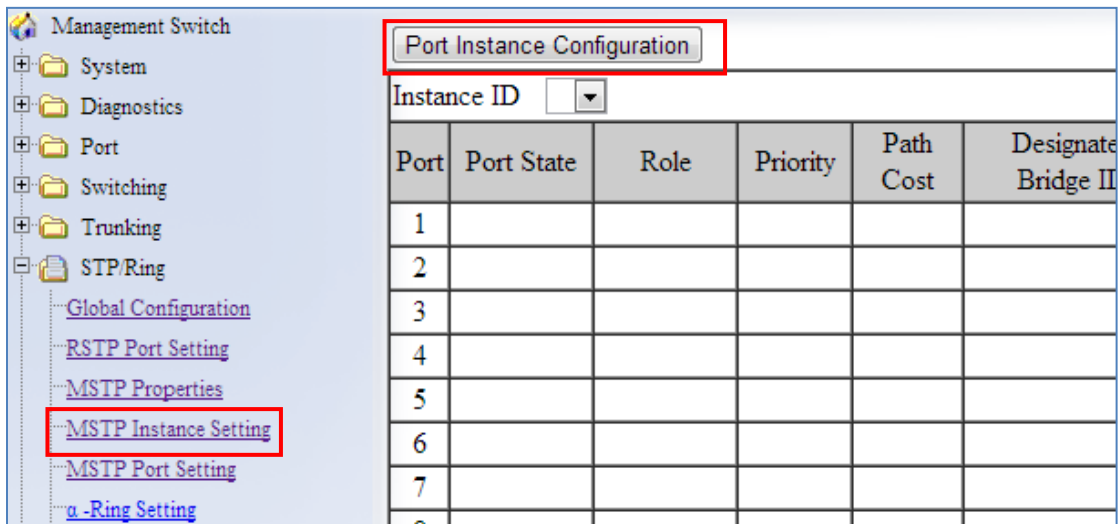 Management Switch
System
Diagnostics
Port
Switching
Trunking
STP/Ring
Global Configuration
RSTP Port Setting
MSTP Properties
MSTP Instance Setting
MSTP Port Setting
α -Ring Setting
Port Instance Configuration
Instance ID
Port Port State Role Priority Path Cost Designate Bridge
1
2
3
4
5
6
7